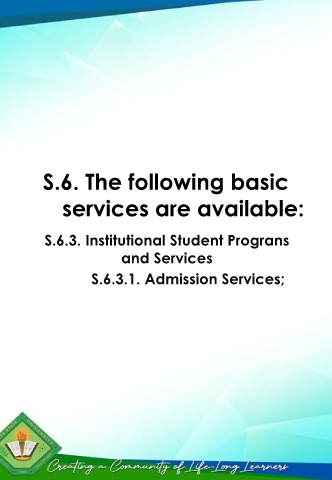 S.6. The following basic
services are available:
S.6.3. Institutional Student Prograns
and Services
S.6.3.1. Admission Services;
Creating a Community of Life-Long Learners